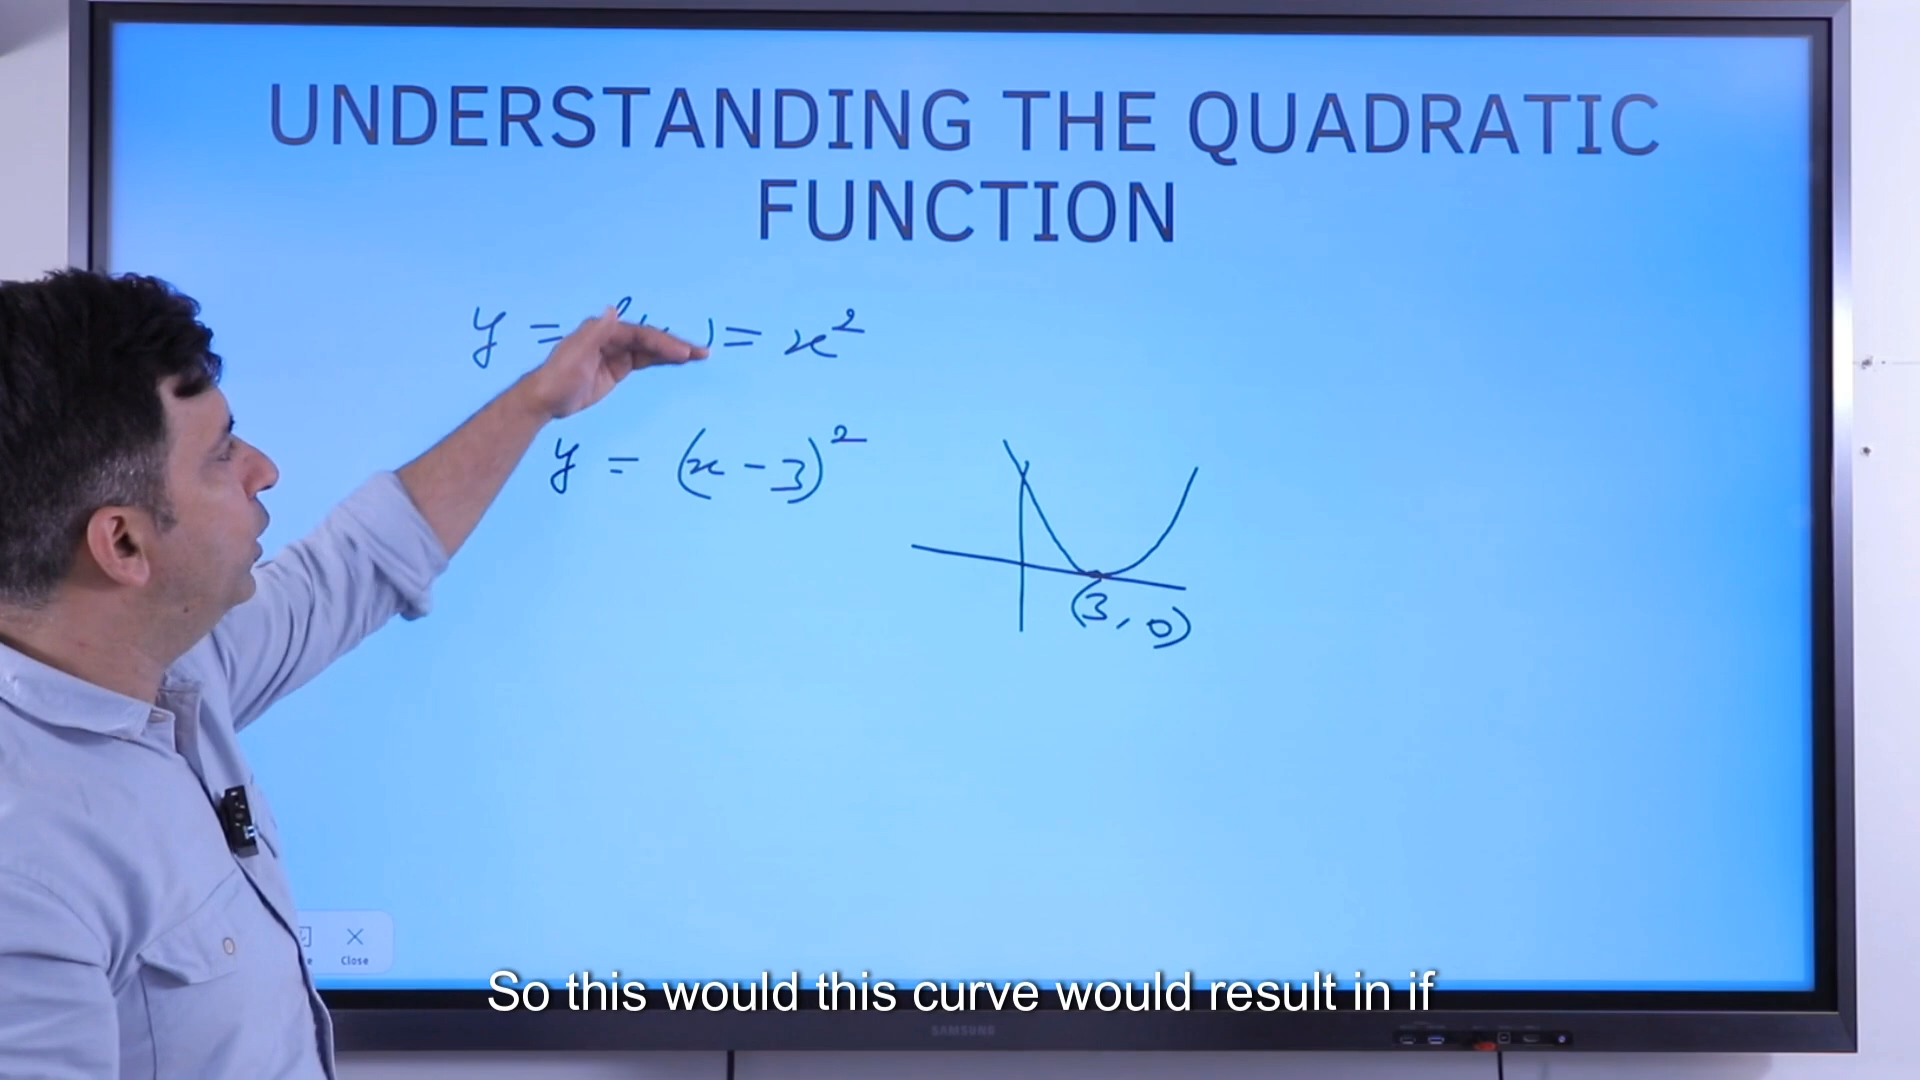 UNDERSTANDING THE QUADRATIC
FUNCTION
y = ) = x²
y = (x - 3)²
(3, 0)
Close
So this would this curve would result in if
SAMSUNG